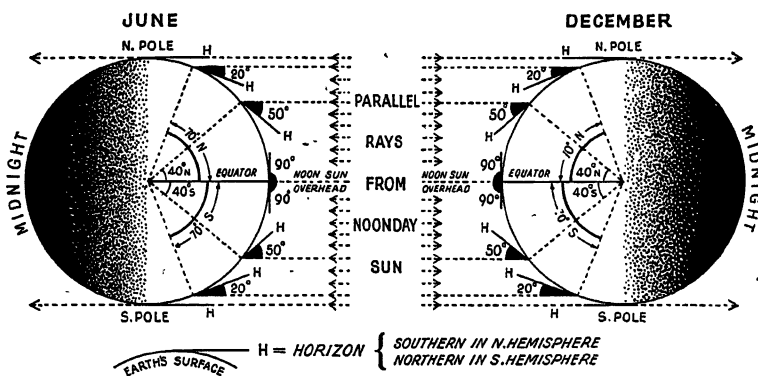 JUNE
N. POLE
H
20°
H
50°
H
70° N
40°N
40°S
70° S
EQUATOR
90°
90°
NOON SUN
OVERHEAD
H
50°
H
20°
H
S. POLE
MIDNIGHT
PARALLEL
RAYS
FROM
NOONDAY
SUN
DECEMBER
N. POLE
H
20°
H
50°
H
70° N
40°N
40°S
70° S
EQUATOR
90°
90°
NOON SUN
OVERHEAD
H
50°
H
20°
H
S. POLE
MIDNIGHT
EARTH'S SURFACE
H = HORIZON
SOUTHERN IN N. HEMISPHERE
NORTHERN IN S. HEMISPHERE